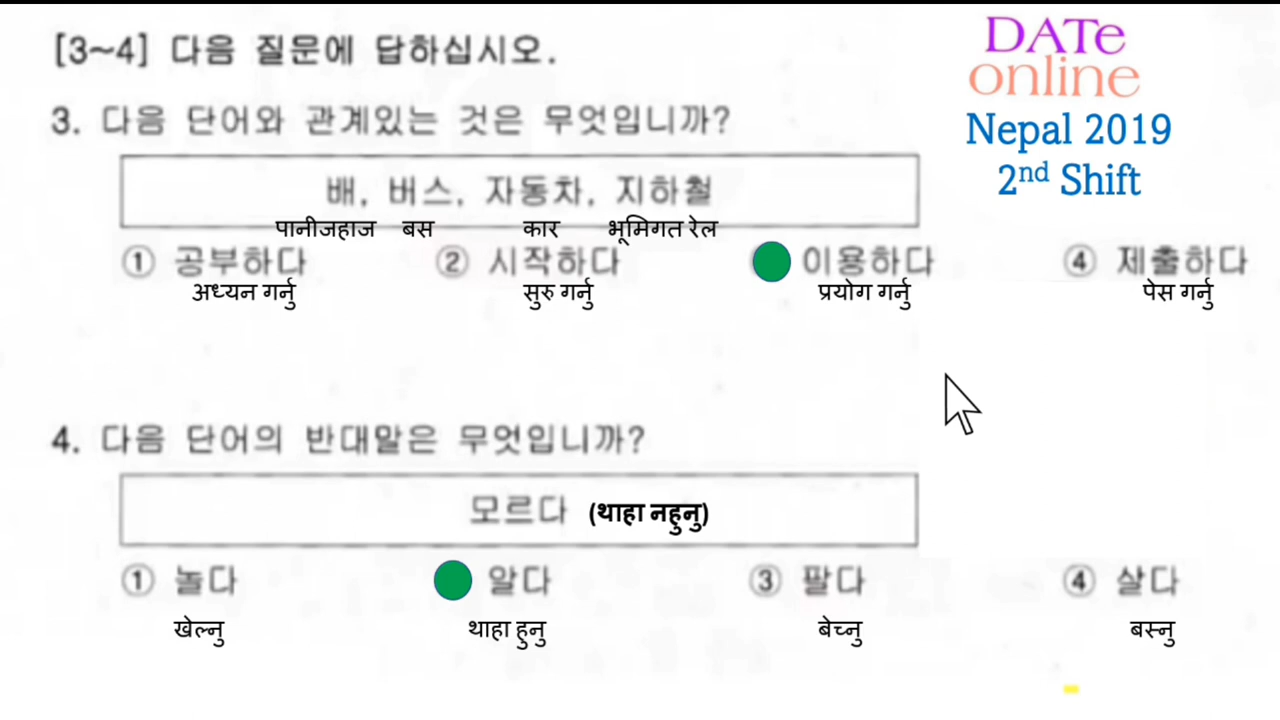 [3~4] 다음 질문에 답하십시오.
DATe
online
Nepal 2019
2nd Shift
3. 다음 단어와 관계있는 것은 무엇입니까?
배, 버스, 자동차, 지하철
पानीजहाज बस कार भूमिगत रेल
① 공부하다 ② 시작하다 이용하다 ④ 제출하다
अध्यन गर्नु सुरु गर्नु प्रयोग गर्नु पेस गर्नु
4. 다음 단어의 반대말은 무엇입니까?
모르다 (थाहा नहुनु)
① 놀다 알다 ③ 팔다 ④ 살다
खेल्नु थाहा हुनु बेच्नु बस्नु